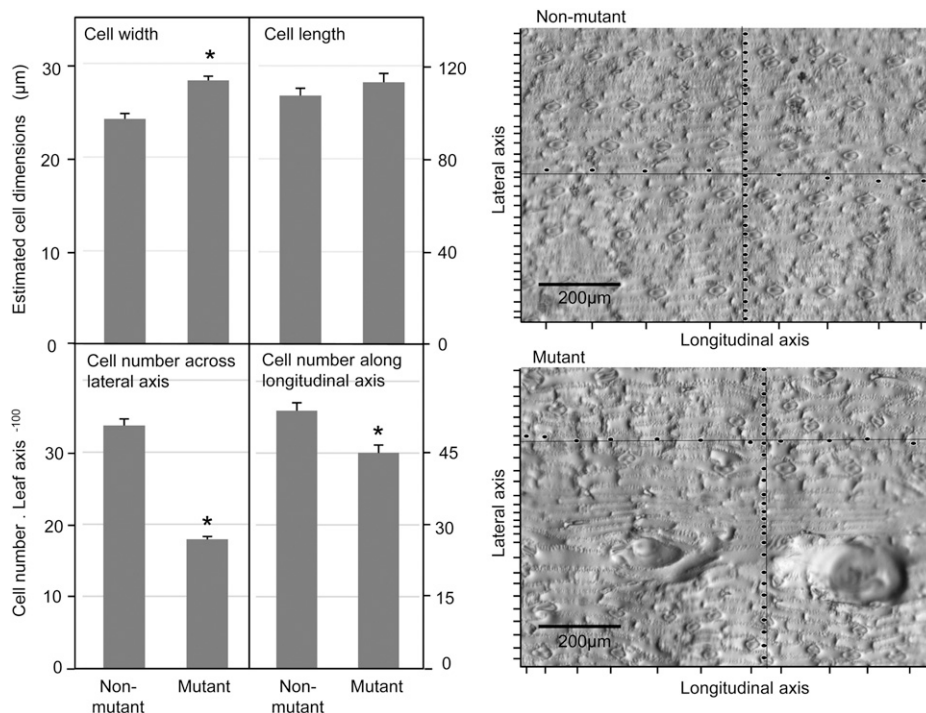 Cell width
Cell length
*
Estimated cell dimensions (µm)
30
20
10
0
120
80
40
0
Cell number across
lateral axis
Cell number along
longitudinal axis
*
*
Cell number . Leaf axis -100
30
20
10
0
45
30
15
0
Non-
mutant
Mutant
Non-
mutant
Mutant
Non-mutant
Lateral axis
200µm
Longitudinal axis
Mutant
Lateral axis
200µm
Longitudinal axis